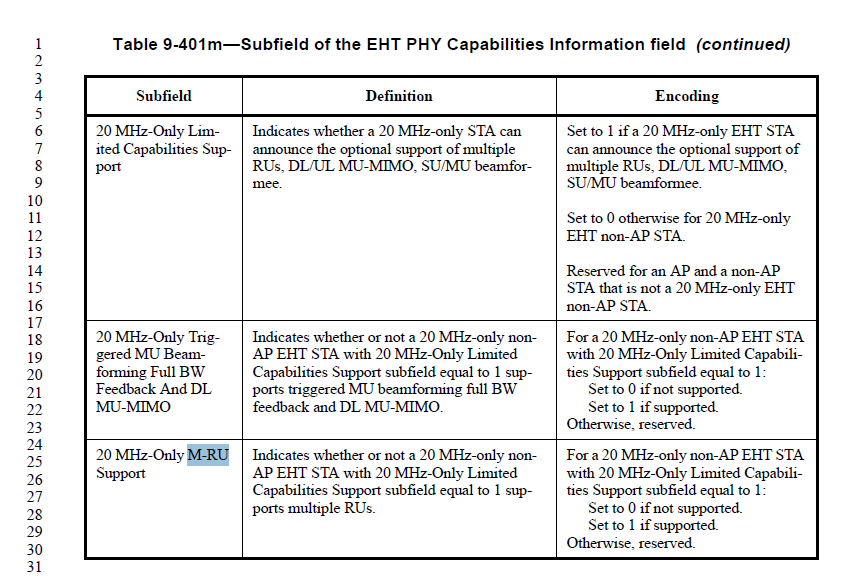 Table 9-401m—Subfield of the EHT PHY Capabilities Information field (continued)
1
2
3
4
5
6
7
8
9
10
11
12
13
14
15
16
17
18
19
20
21
22
23
24
25
26
27
28
29
30
31
Subfield
Definition
Encoding
20 MHz-Only Lim-
ited Capabilities Sup-
port
Indicates whether a 20 MHz-only STA can
announce the optional support of multiple
RUs, DL/UL MU-MIMO, SU/MU beamfor-
mee.
Set to 1 if a 20 MHz-only EHT STA
can announce the optional support of
multiple RUs, DL/UL MU-MIMO,
SU/MU beamformee.
Set to 0 otherwise for 20 MHz-only
EHT non-AP STA.
Reserved for an AP and a non-AP
STA that is not a 20 MHz-only EHT
non-AP STA.
20 MHz-Only Trig-
gered MU Beam-
forming Full BW
Feedback And DL
MU-MIMO
Indicates whether or not a 20 MHz-only non-
AP EHT STA with 20 MHz-Only Limited
Capabilities Support subfield equal to 1 sup-
ports triggered MU beamforming full BW
feedback and DL MU-MIMO.
For a 20 MHz-only non-AP EHT STA
with 20 MHz-Only Limited Capabili-
ties Support subfield equal to 1:
Set to 0 if not supported.
Set to 1 if supported.
Otherwise, reserved.
20 MHz-Only M-RU
Support
Indicates whether or not a 20 MHz-only non-
AP EHT STA with 20 MHz-Only Limited
Capabilities Support subfield equal to 1 sup-
ports multiple RUs.
For a 20 MHz-only non-AP EHT STA
with 20 MHz-Only Limited Capabili-
ties Support subfield equal to 1:
Set to 0 if not supported.
Set to 1 if supported.
Otherwise, reserved.